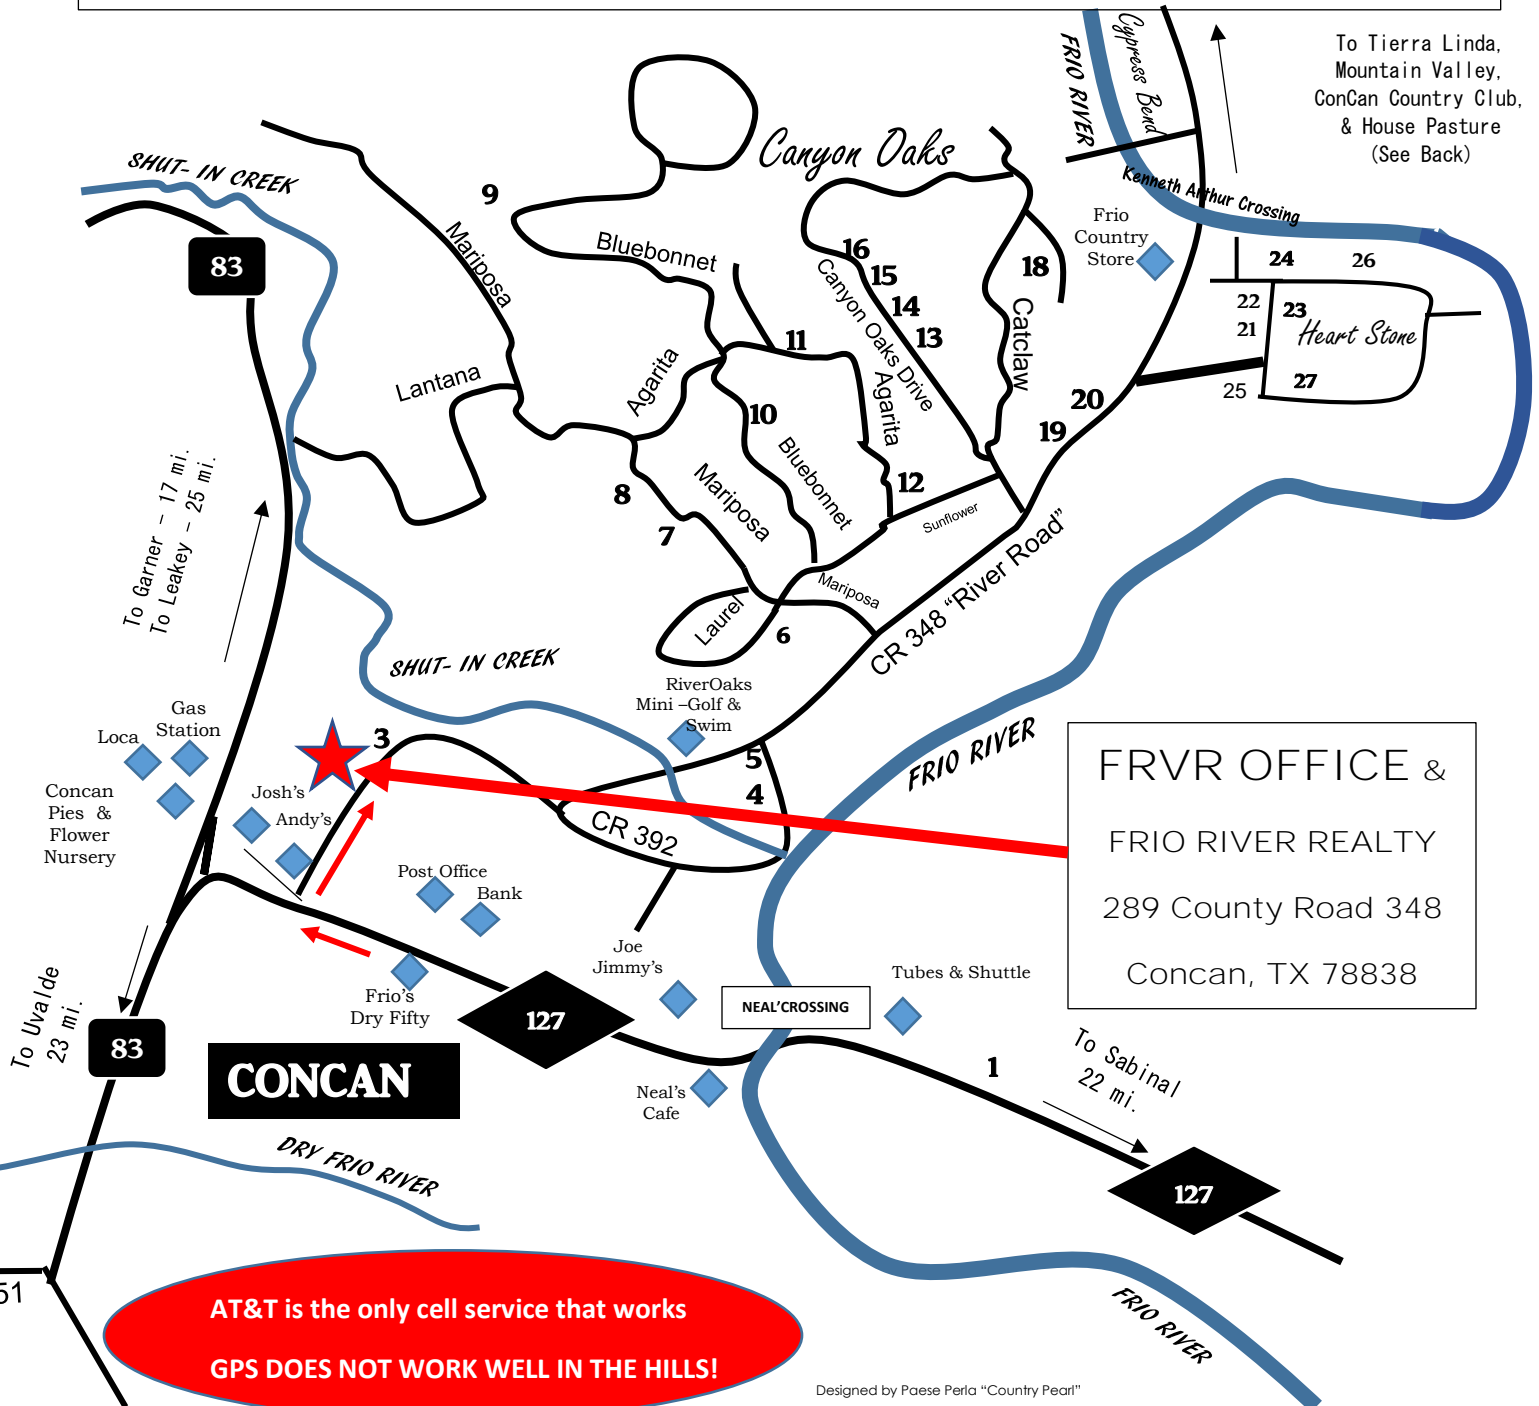 To Tierra Linda,
Mountain Valley,
ConCan Country Club,
& House Pasture
(See Back)
FRIO RIVER
Cypress Bend
Kenneth Arthur Crossing
Canyon Oaks
SHUT- IN CREEK
83
9
Mariposa
Bluebonnet
Lantana
Agarita
11
10
Bluebonnet
Agarita
12
16
15
14
13
Canyon Oaks Drive
18
Catclaw
Frio
Country
Store
24
26
22
23
21
Heart Stone
27
25
20
19
8
7
Mariposa
Sunflower
Mariposa
Laurel
6
CR 348 “River Road”
To Garner – 17 mi.
To Leakey – 25 mi.
SHUT- IN CREEK
RiverOaks
Mini –Golf &
Swim
Gas
Station
Loca
Concan
Pies &
Flower
Nursery
Josh’s
Andy’s
3
5
4
CR 392
FRIO RIVER
FRVR OFFICE &
FRIO RIVER REALTY
289 County Road 348
Concan, TX 78838
Post Office
Bank
Frio’s
Dry Fifty
Joe
Jimmy’s
NEAL’CROSSING
Tubes & Shuttle
127
To Uvalde
23 mi.
83
CONCAN
Neal’s
Cafe
1
To Sabinal
22 mi.
127
DRY FRIO RIVER
51
AT&T is the only cell service that works
GPS DOES NOT WORK WELL IN THE HILLS!
FRIO RIVER
Designed by Paese Perla “Country Pearl”